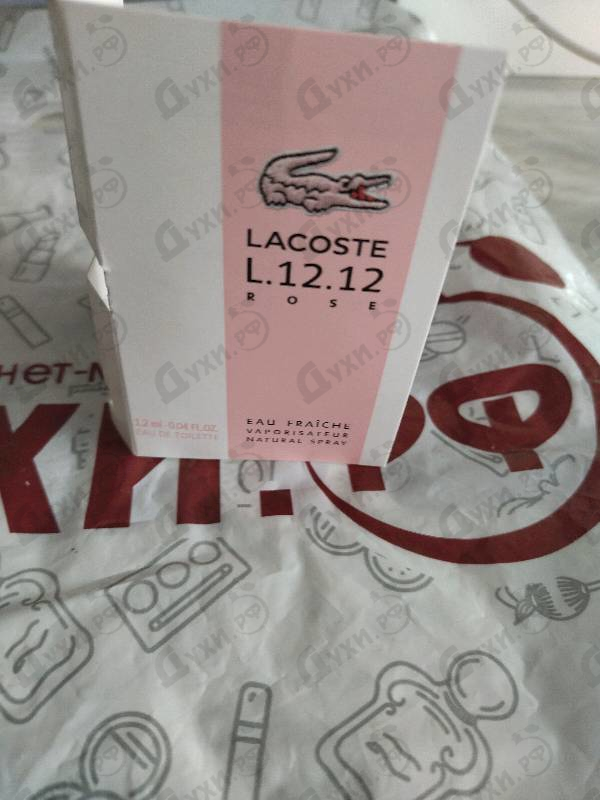 LACOSTE
L.12.12
ROSE
1.2 ml - 0.04 FL.OZ.
EAU DE TOILETTE
EAU FRAÎCHE
VAPORISATEUR
NATURAL SPRAY
нет-м
ХИ.РФ
Духи.рф